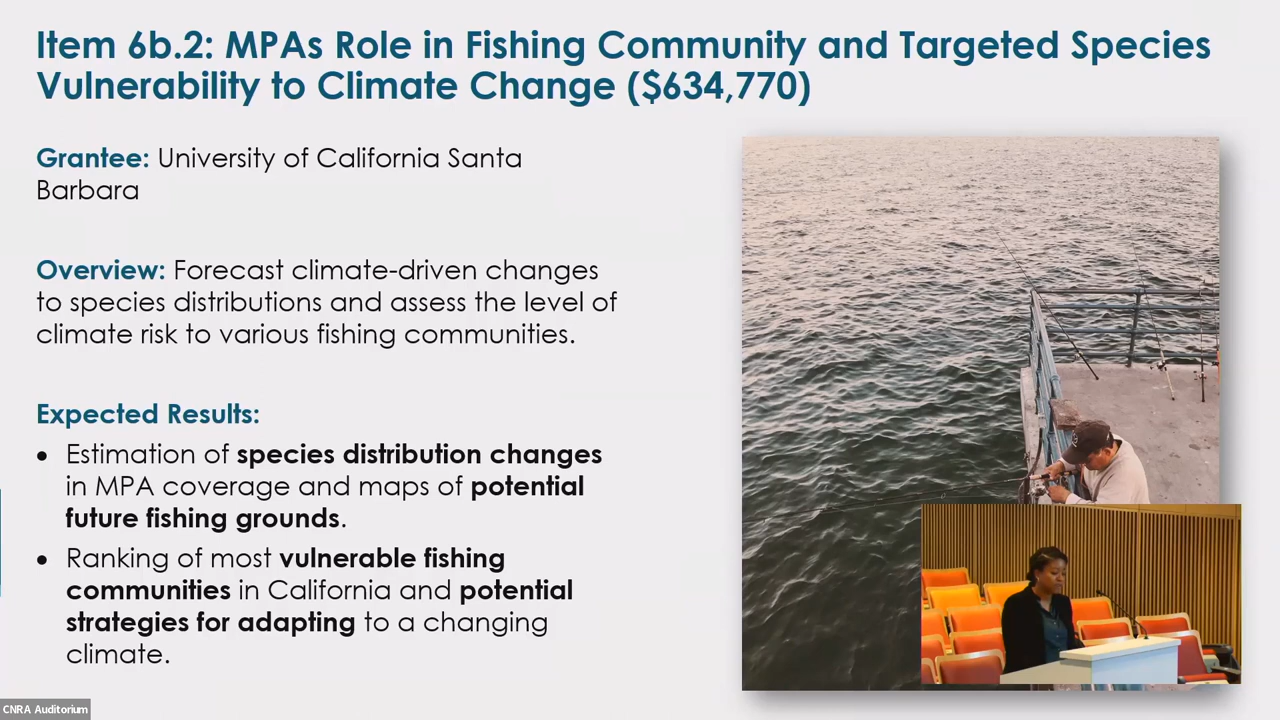 Item 6b.2: MPAs Role in Fishing Community and Targeted Species
Vulnerability to Climate Change ($634,770)
Grantee: University of California Santa
Barbara
Overview: Forecast climate-driven changes
to species distributions and assess the level of
climate risk to various fishing communities.
Expected Results:
• Estimation of species distribution changes
in MPA coverage and maps of potential
future fishing grounds.
• Ranking of most vulnerable fishing
communities in California and potential
strategies for adapting to a changing
climate.
CNRA Auditorium